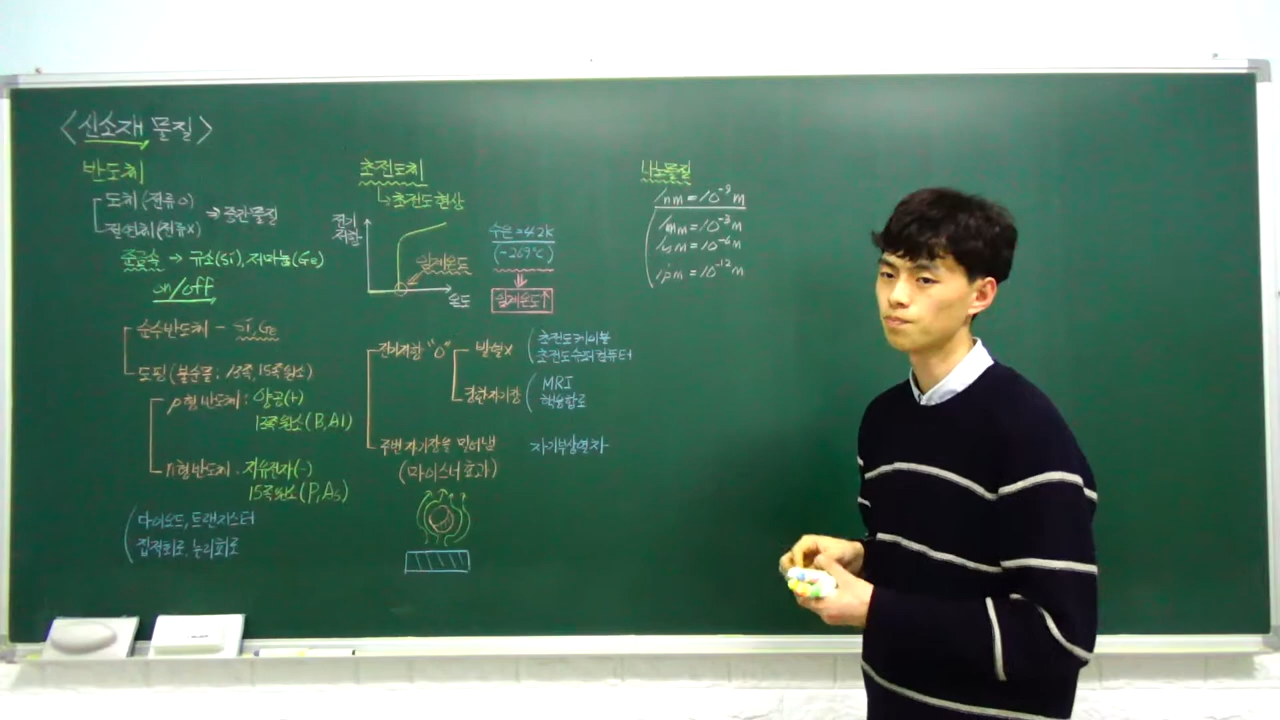 <신소재 물질>
반도체
도체(전류O)
절연체(전류X)
→ 중간물질
준금속 → 규소(Si), 저마늄(Ge)
on/off
순수반도체 - Si, Ge
도핑(불순물: 13족, 15족원소)
p형반도체: 양공(+)
13족원소(B, Al)
n형반도체: 자유전자(-)
15족원소(P, As)
다이오드, 트랜지스터
집적회로, 논리회로
초전도체
→초전도 현상
전기
저항
임계온도
온도
수은=4.2K
(-269℃)
임계온도↑
전기저항 "0"
발열X
초전도케이블
초전도슈퍼컴퓨터
강한자기장
MRI
핵융합로
주변 자기장을 밀어냄
자기부상열차
(마이스너 효과)
나노물질
1nm = 10⁻⁹m
1mm = 10⁻³m
1μm = 10⁻⁶m
1pm = 10⁻¹²m